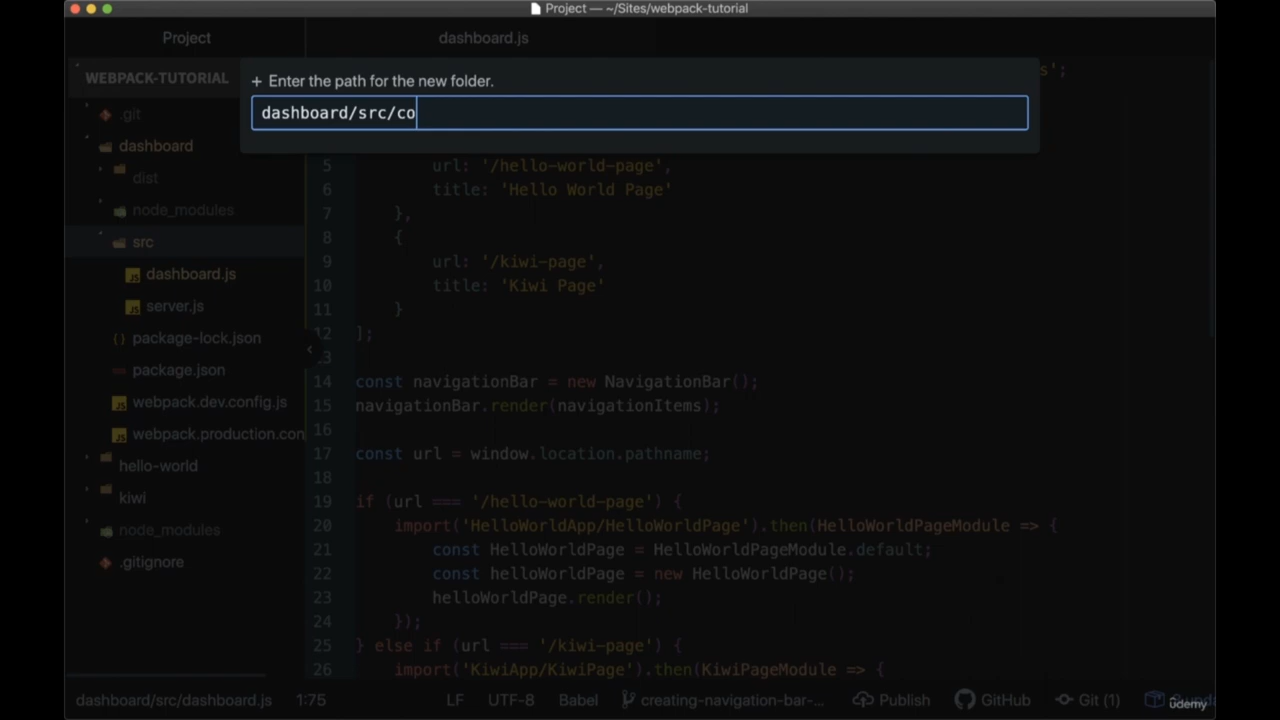 Project — ~/Sites/webpack-tutorial
Project
dashboard.js
WEBPACK-TUTORIAL
+ Enter the path for the new folder.
dashboard/src/co
s';
.git
dashboard
dist
node_modules
src
dashboard.js
server.js
package-lock.json
package.json
webpack.dev.config.js
webpack.production.con
hello-world
kiwi
node_modules
.gitignore
5 url: '/hello-world-page',
6 title: 'Hello World Page'
7 },
8 {
9 url: '/kiwi-page',
10 title: 'Kiwi Page'
11 }
12 ];
13
14 const navigationBar = new NavigationBar();
15 navigationBar.render(navigationItems);
16
17 const url = window.location.pathname;
18
19 if (url === '/hello-world-page') {
20 import('HelloWorldApp/HelloWorldPage').then(HelloWorldPageModule => {
21 const HelloWorldPage = HelloWorldPageModule.default;
22 const helloWorldPage = new HelloWorldPage();
23 helloWorldPage.render();
24 });
25 } else if (url === '/kiwi-page') {
26 import('KiwiApp/KiwiPage').then(KiwiPageModule => {
dashboard/src/dashboard.js 1:75 LF UTF-8 Babel creating-navigation-bar-... Publish GitHub Git (1)
udemy